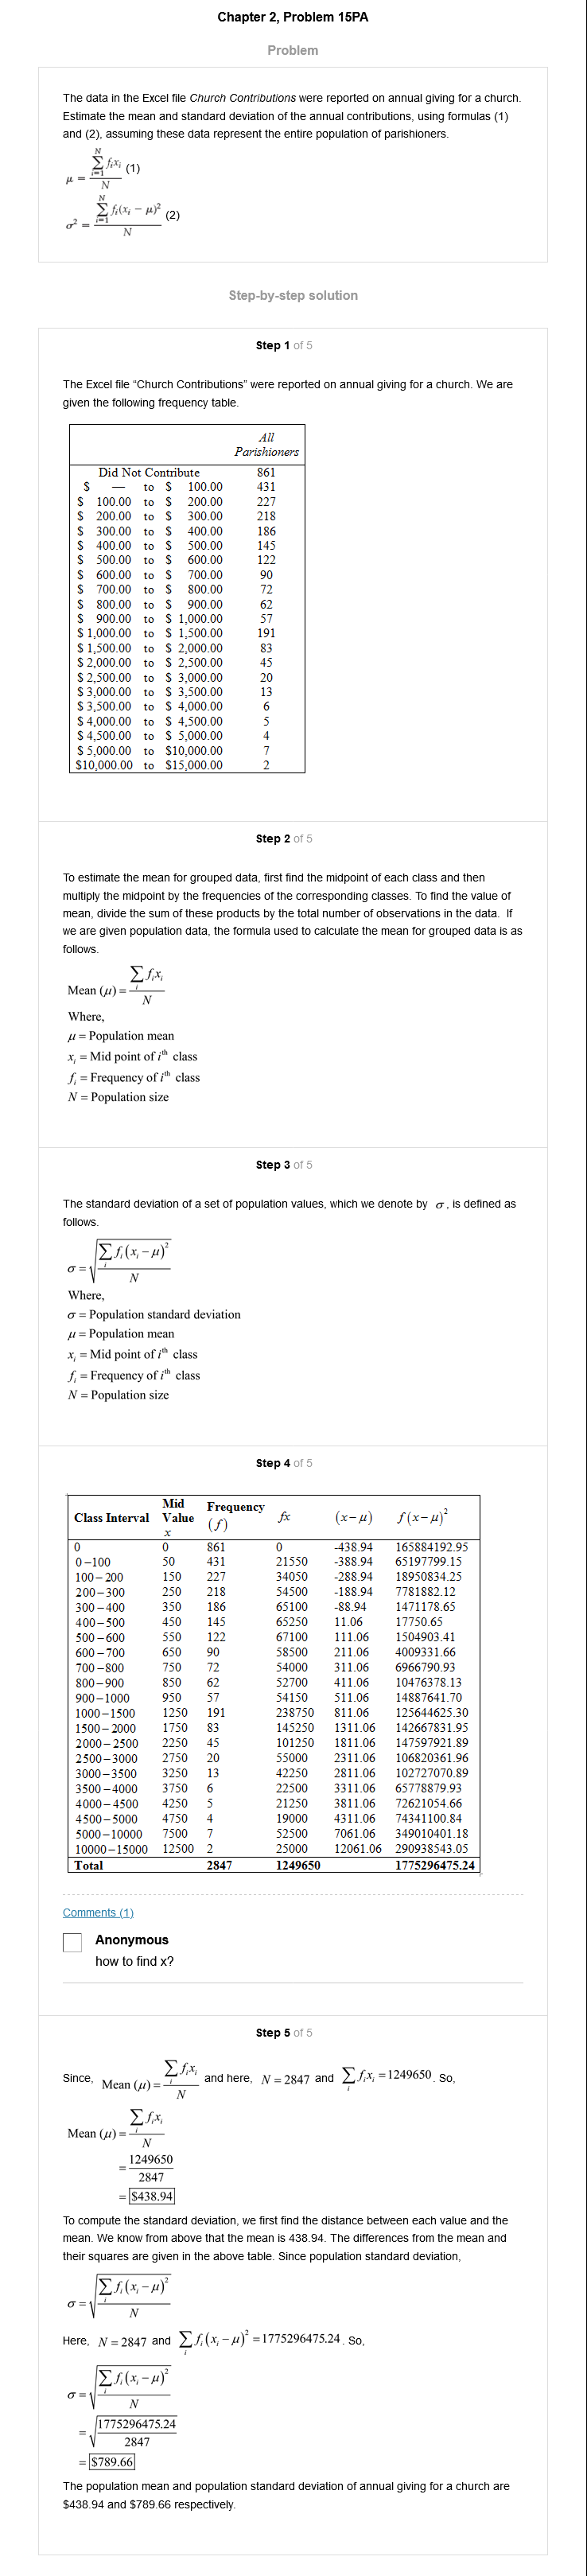 Chapter 2, Problem 15PA
Problem
The data in the Excel file Church Contributions were reported on annual giving for a church.
Estimate the mean and standard deviation of the annual contributions, using formulas (1)
and (2), assuming these data represent the entire population of parishioners.
μ = \frac{\sum_{i=1}^{N} f_i x_i}{N} (1)
σ² = \frac{\sum_{i=1}^{N} f_i(x_i − μ)²}{N} (2)
Step-by-step solution
Step 1 of 5
The Excel file “Church Contributions” were reported on annual giving for a church. We are
given the following frequency table.
All
Parishioners
Did Not Contribute 861
$ — to $ 100.00 431
$ 100.00 to $ 200.00 227
$ 200.00 to $ 300.00 218
$ 300.00 to $ 400.00 186
$ 400.00 to $ 500.00 145
$ 500.00 to $ 600.00 122
$ 600.00 to $ 700.00 90
$ 700.00 to $ 800.00 72
$ 800.00 to $ 900.00 62
$ 900.00 to $ 1,000.00 57
$ 1,000.00 to $ 1,500.00 191
$ 1,500.00 to $ 2,000.00 83
$ 2,000.00 to $ 2,500.00 45
$ 2,500.00 to $ 3,000.00 20
$ 3,000.00 to $ 3,500.00 13
$ 3,500.00 to $ 4,000.00 6
$ 4,000.00 to $ 4,500.00 5
$ 4,500.00 to $ 5,000.00 4
$ 5,000.00 to $10,000.00 7
$10,000.00 to $15,000.00 2
Step 2 of 5
To estimate the mean for grouped data, first find the midpoint of each class and then
multiply the midpoint by the frequencies of the corresponding classes. To find the value of
mean, divide the sum of these products by the total number of observations in the data. If
we are given population data, the formula used to calculate the mean for grouped data is as
follows.
Mean (μ) = \frac{\sum_i f_i x_i}{N}
Where,
μ = Population mean
x_i = Mid point of i^th class
f_i = Frequency of i^th class
N = Population size
Step 3 of 5
The standard deviation of a set of population values, which we denote by σ, is defined as
follows.
σ = \sqrt{\frac{\sum_i f_i (x_i − μ)²}{N}}
Where,
σ = Population standard deviation
μ = Population mean
x_i = Mid point of i^th class
f_i = Frequency of i^th class
N = Population size
Step 4 of 5
Class Interval Mid Value x Frequency (f) fx (x−μ) f(x−μ)²
0 0 861 0 -438.94 165884192.95
0−100 50 431 21550 -388.94 65197799.15
100−200 150 227 34050 -288.94 18950834.25
200−300 250 218 54500 -188.94 7781882.12
300−400 350 186 65100 -88.94 1471178.65
400−500 450 145 65250 11.06 17750.65
500−600 550 122 67100 111.06 1504903.41
600−700 650 90 58500 211.06 4009331.66
700−800 750 72 54000 311.06 6966790.93
800−900 850 62 52700 411.06 10476378.13
900−1000 950 57 54150 511.06 14887641.70
1000−1500 1250 191 238750 811.06 125644625.30
1500−2000 1750 83 145250 1311.06 142667831.95
2000−2500 2250 45 101250 1811.06 147597921.89
2500−3000 2750 20 55000 2311.06 106820361.96
3000−3500 3250 13 42250 2811.06 102727070.89
3500−4000 3750 6 22500 3311.06 65778879.93
4000−4500 4250 5 21250 3811.06 72621054.66
4500−5000 4750 4 19000 4311.06 74341100.84
5000−10000 7500 7 52500 7061.06 349010401.18
10000−15000 12500 2 25000 12061.06 290938543.05
Total 2847 1249650 1775296475.24
Comments (1)
Anonymous
how to find x?
Step 5 of 5
Since, Mean (μ) = \frac{\sum_i f_i x_i}{N} and here, N = 2847 and \sum_i f_i x_i = 1249650. So,
Mean (μ) = \frac{\sum_i f_i x_i}{N}
= \frac{1249650}{2847}
= $438.94
To compute the standard deviation, we first find the distance between each value and the
mean. We know from above that the mean is 438.94. The differences from the mean and
their squares are given in the above table. Since population standard deviation,
σ = \sqrt{\frac{\sum_i f_i (x_i − μ)²}{N}}
Here, N = 2847 and \sum_i f_i (x_i − μ)² = 1775296475.24. So,
σ = \sqrt{\frac{\sum_i f_i (x_i − μ)²}{N}}
= \sqrt{\frac{1775296475.24}{2847}}
= $789.66
The population mean and population standard deviation of annual giving for a church are
$438.94 and $789.66 respectively.